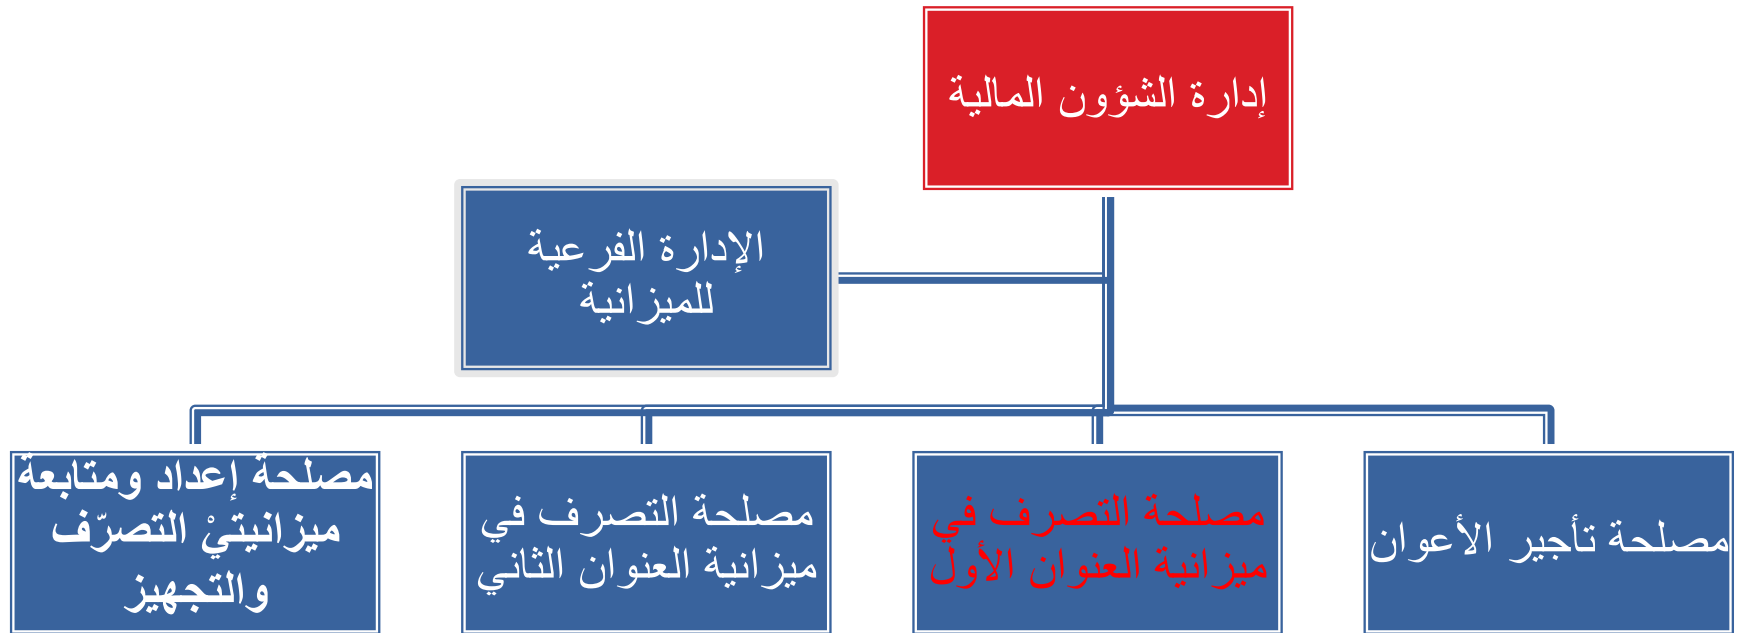 إدارة الشؤون المالية
الإدارة الفرعية
للميزانية
مصلحة تأجير الأعوان
مصلحة التصرف في
ميزانية العنوان الأول
مصلحة التصرف في
ميزانية العنوان الثاني
مصلحة إعداد ومتابعة
ميزانيتيْ التصرّف
والتجهيز